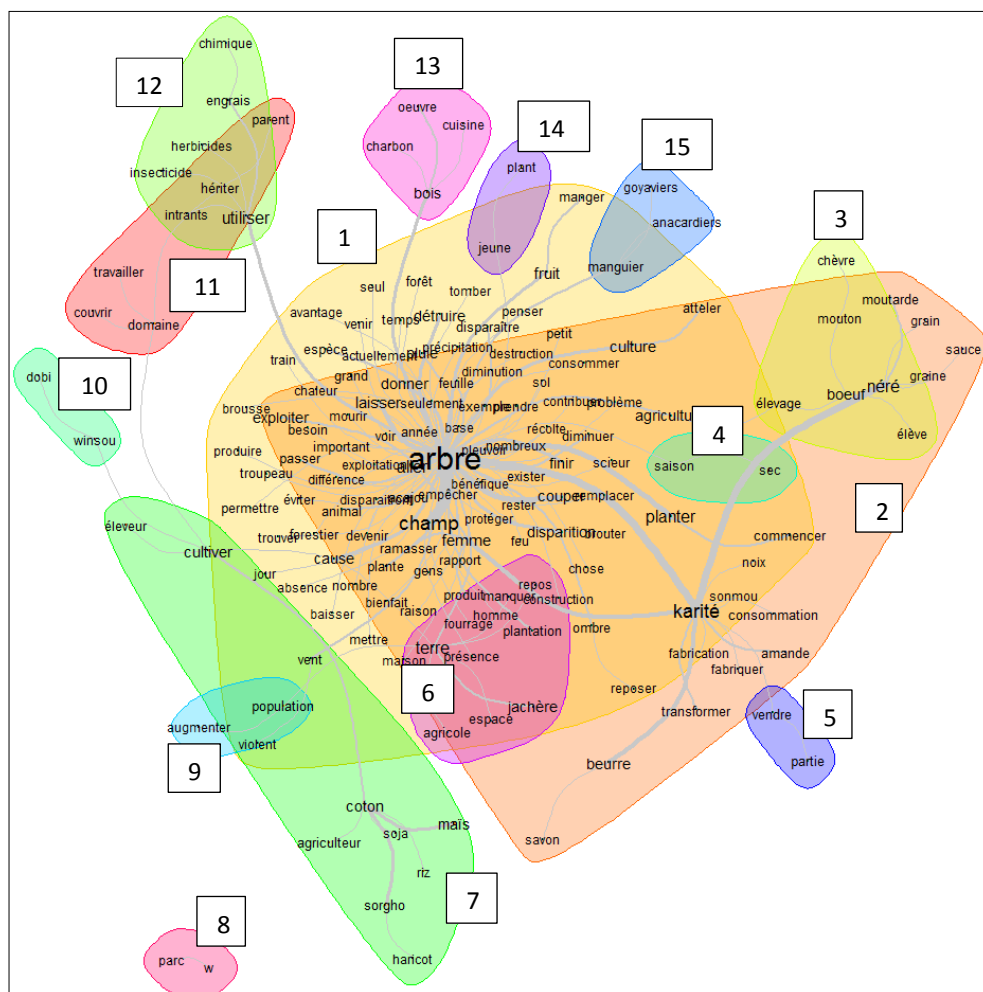 chimique
12
13
oeuvre
cuisine
engrais
parent
14
charbon
herbicides
15
insecticide
plant
bois
hériter
manger
goyaviers
3
intrants
utiliser
anacardiers
1
jeune
chèvre
travailler
11
fruit
manguier
seul
forêt
tomber
moutarde
couvrir
domaine
avantage
venir
temps
détruire
penser
atteler
mouton
grain
disparaître
petit
espèce
actuellement
pluie
précipitation
culture
sauce
train
destruction
consommer
dobi
10
grand
donner
feuille
diminution
sol
boeuf
néré
graine
chaleur
laisser
seulement
exemple
prendre
contribuer
problème
élevage
brousse
exploiter
mourir
agriculture
élève
winsou
besoin
voir
année
base
récolte
4
produire
important
pleuvoir
nombreux
diminuer
passer
aller
arbre
finir
scieur
saison
sec
troupeau
différence
exploitation
exister
bénéfique
éviter
disparaissent
empêcher
couper
remplacer
2
permettre
animal
rester
planter
éleveur
champ
protéger
trouver
forestier
devenir
femme
feu
disparition
brouter
commencer
cultiver
cause
ramasser
rapport
noix
jour
plante
gens
chose
absence
nombre
repos
sonmou
bienfait
produit
manquer
construction
karité
consommation
baisser
raison
homme
fourrage
plantation
ombre
mettre
terre
vent
maison
présence
fabrication
amande
fabriquer
6
reposer
population
jachère
transformer
vendre
5
augmenter
espace
agricole
violent
partie
9
beurre
coton
maïs
soja
agriculteur
savon
riz
sorgho
7
8
parc
w
haricot